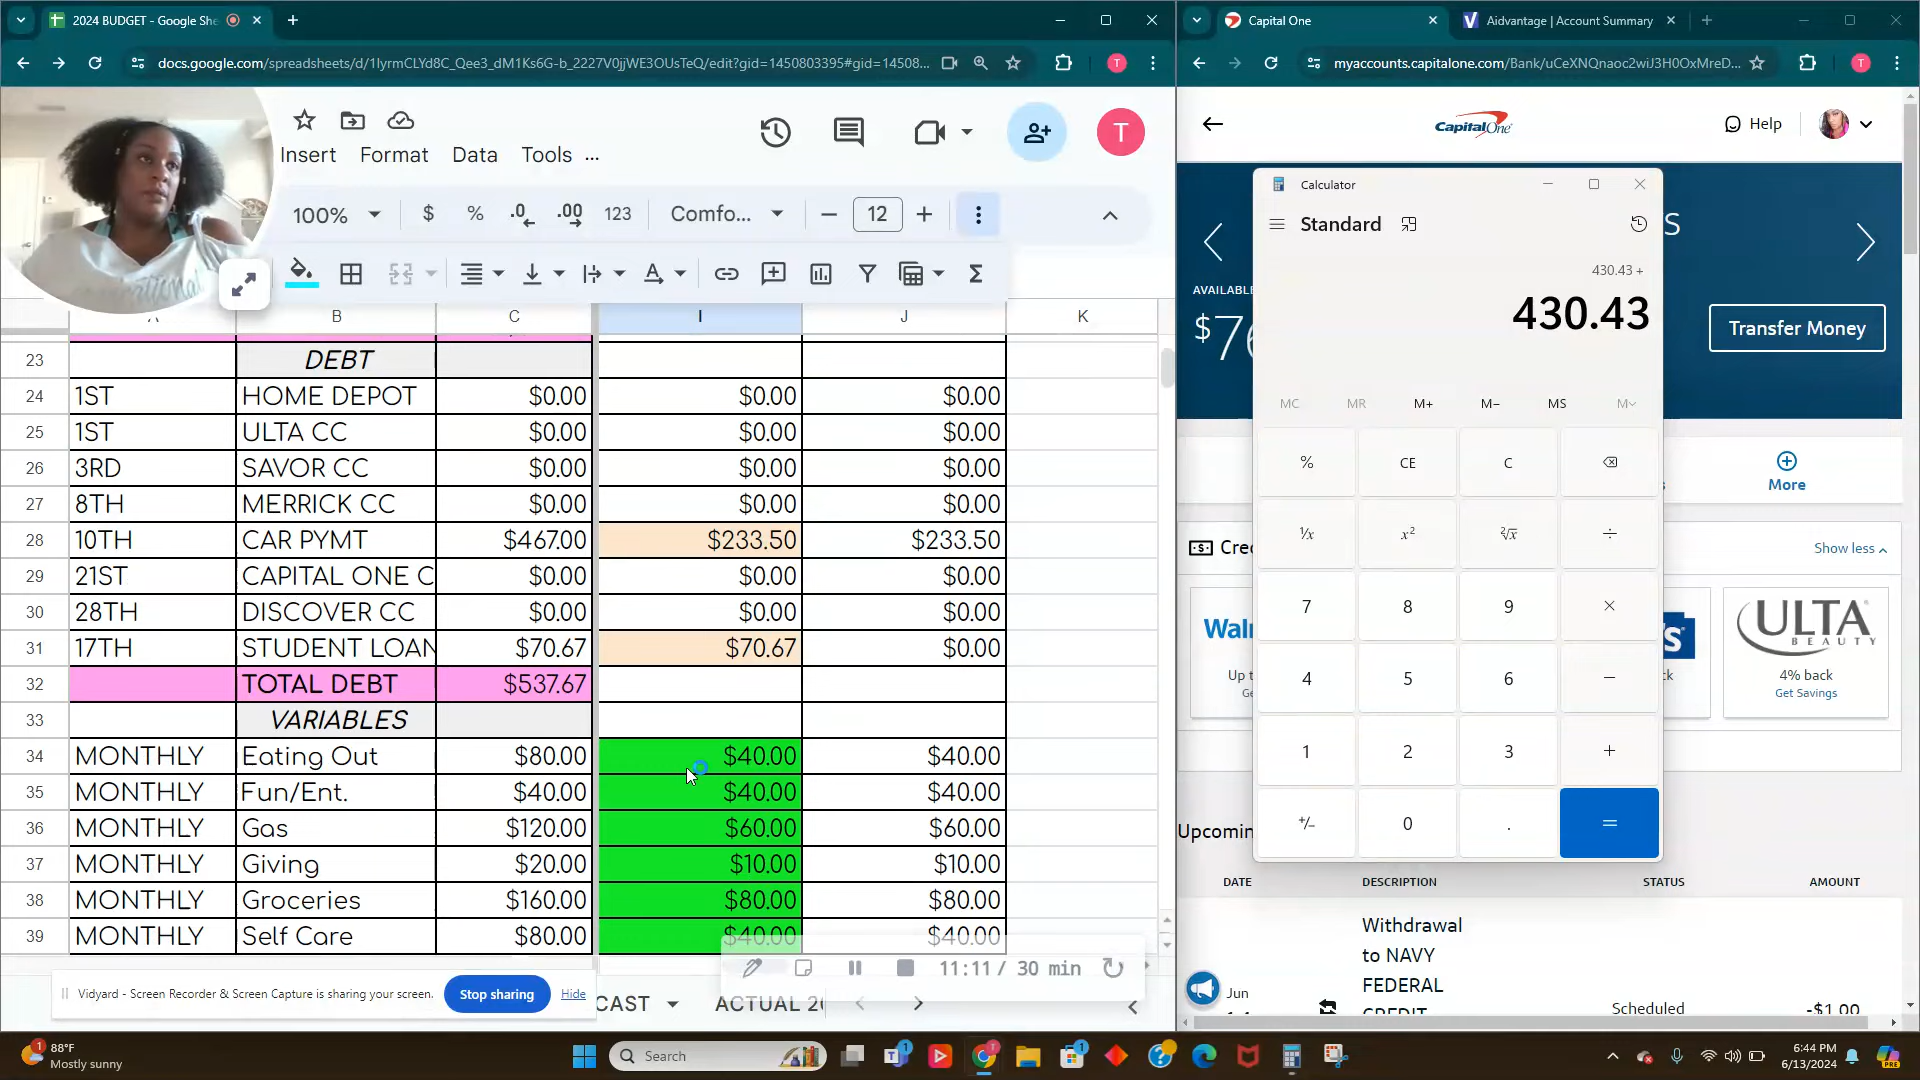 2024 BUDGET - Google She
docs.google.com/spreadsheets/d/1IyrmCLYd8C_Qee3_dM1Ks6G-b_2227V0jjWE3OUsTeQ/edit?gid=1450803395#gid=14508...
T
Insert Format Data Tools ...
T
100% $ % .0 .00 123 Comfo... 12
A B C I J K
23 DEBT
24 1ST HOME DEPOT $0.00 $0.00 $0.00
25 1ST ULTA CC $0.00 $0.00 $0.00
26 3RD SAVOR CC $0.00 $0.00 $0.00
27 8TH MERRICK CC $0.00 $0.00 $0.00
28 10TH CAR PYMT $467.00 $233.50 $233.50
29 21ST CAPITAL ONE C $0.00 $0.00 $0.00
30 28TH DISCOVER CC $0.00 $0.00 $0.00
31 17TH STUDENT LOAN $70.67 $70.67 $0.00
32 TOTAL DEBT $537.67
33 VARIABLES
34 MONTHLY Eating Out $80.00 $40.00 $40.00
35 MONTHLY Fun/Ent. $40.00 $40.00 $40.00
36 MONTHLY Gas $120.00 $60.00 $60.00
37 MONTHLY Giving $20.00 $10.00 $10.00
38 MONTHLY Groceries $160.00 $80.00 $80.00
39 MONTHLY Self Care $80.00 $40.00 $40.00
11:11 / 30 min
Vidyard - Screen Recorder & Screen Capture is sharing your screen. Stop sharing Hide
CAST ACTUAL 2
Capital One
Aidvantage | Account Summary
myaccounts.capitalone.com/Bank/uCeXNQnaoc2wiJ3H0OxMreD...
T
Capital One
Help
S
AVAILABLE
$76
Transfer Money
Calculator
Standard
430.43 +
430.43
MC MR M+ M− MS M
% CE C
1/x x² ²√x ÷
7 8 9 ×
4 5 6 −
1 2 3 +
+/− 0 . =
More
Show less
ULTA
BEAUTY
4% back
Get Savings
Upcomin
DATE DESCRIPTION STATUS AMOUNT
Jun
Withdrawal
to NAVY
FEDERAL
CREDIT
Scheduled
-$1.00
88°F
Mostly sunny
Search
6:44 PM
6/13/2024